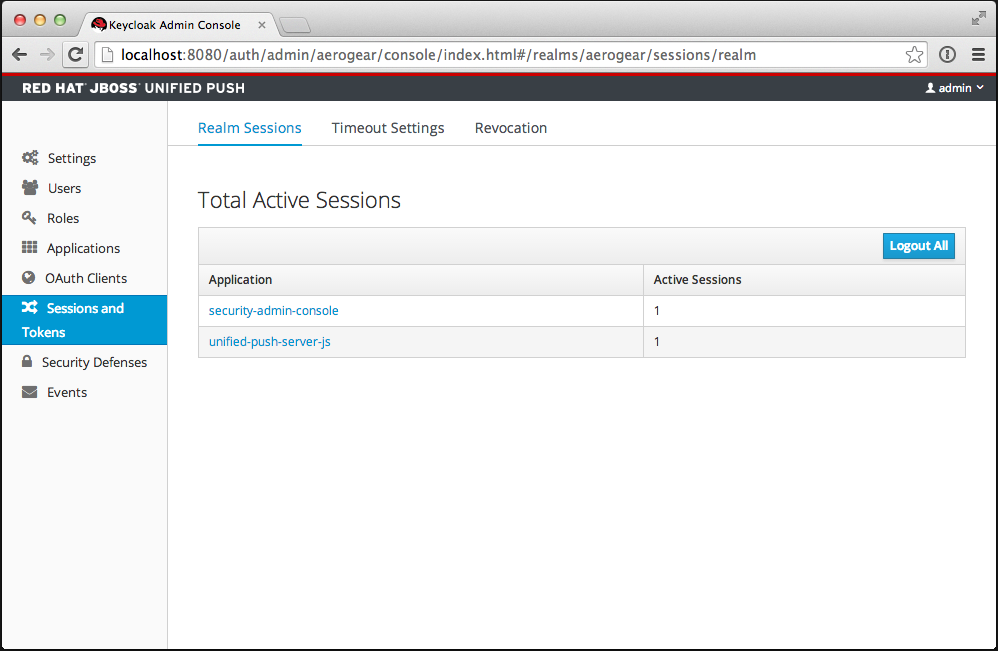 Keycloak Admin Console
localhost:8080/auth/admin/aerogear/console/index.html#/realms/aerogear/sessions/realm
RED HAT® JBOSS® UNIFIED PUSH
admin
Realm Sessions Timeout Settings Revocation
Settings
Users
Roles
Applications
OAuth Clients
Sessions and
Tokens
Security Defenses
Events
Total Active Sessions
Logout All
Application Active Sessions
security-admin-console 1
unified-push-server-js 1